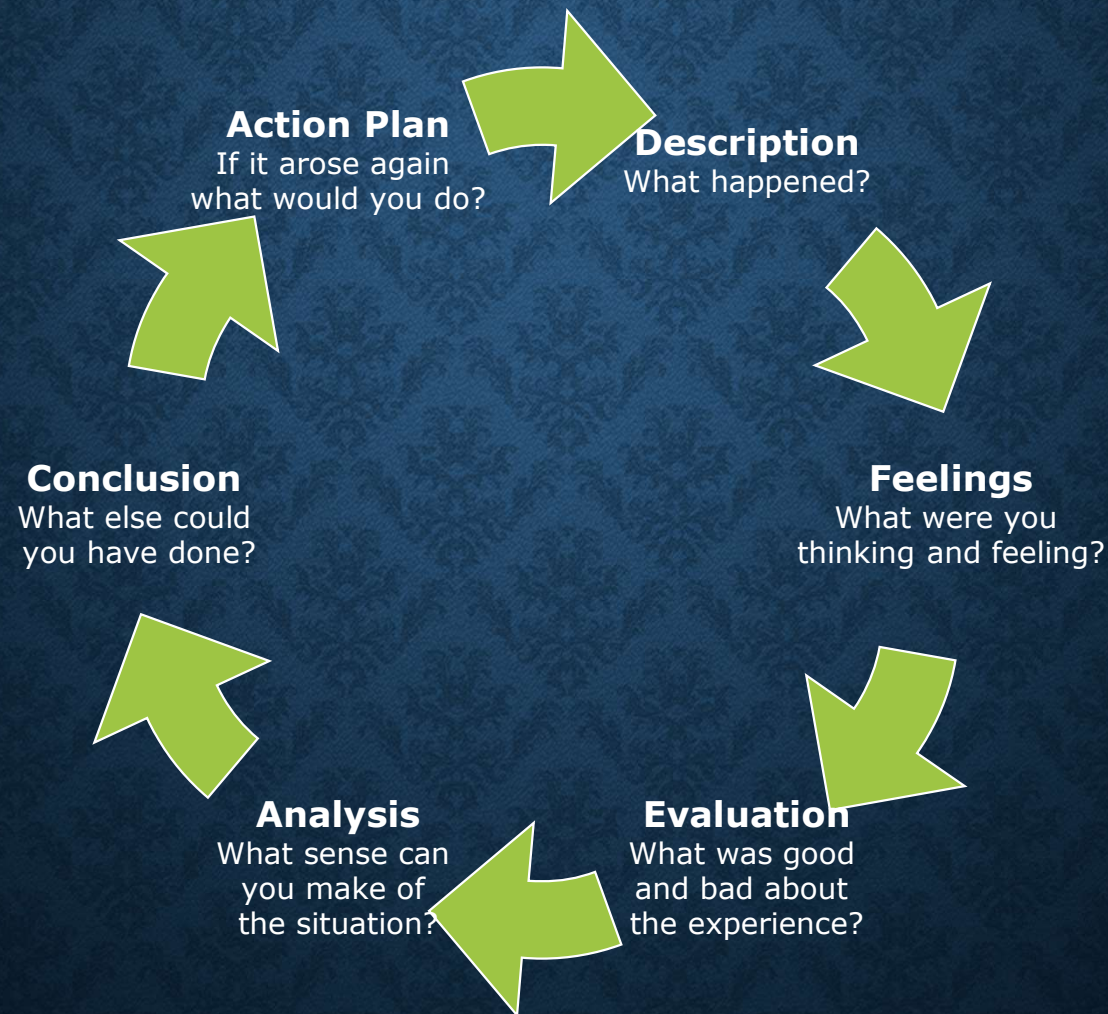 Action Plan
If it arose again
what would you do?
Description
What happened?
Feelings
What were you
thinking and feeling?
Evaluation
What was good
and bad about
the experience?
Analysis
What sense can
you make of
the situation?
Conclusion
What else could
you have done?